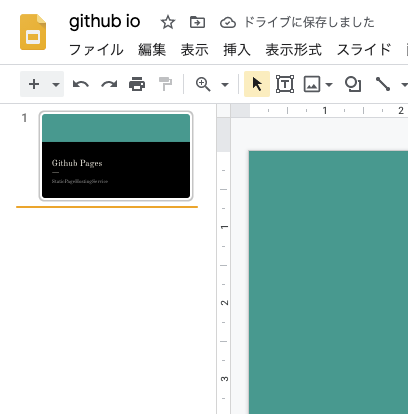 github io
ドライブに保存しました
ファイル 編集 表示 挿入 表示形式 スライド
1 2
1
Github Pages
StaticPageHostingService
1
2
3